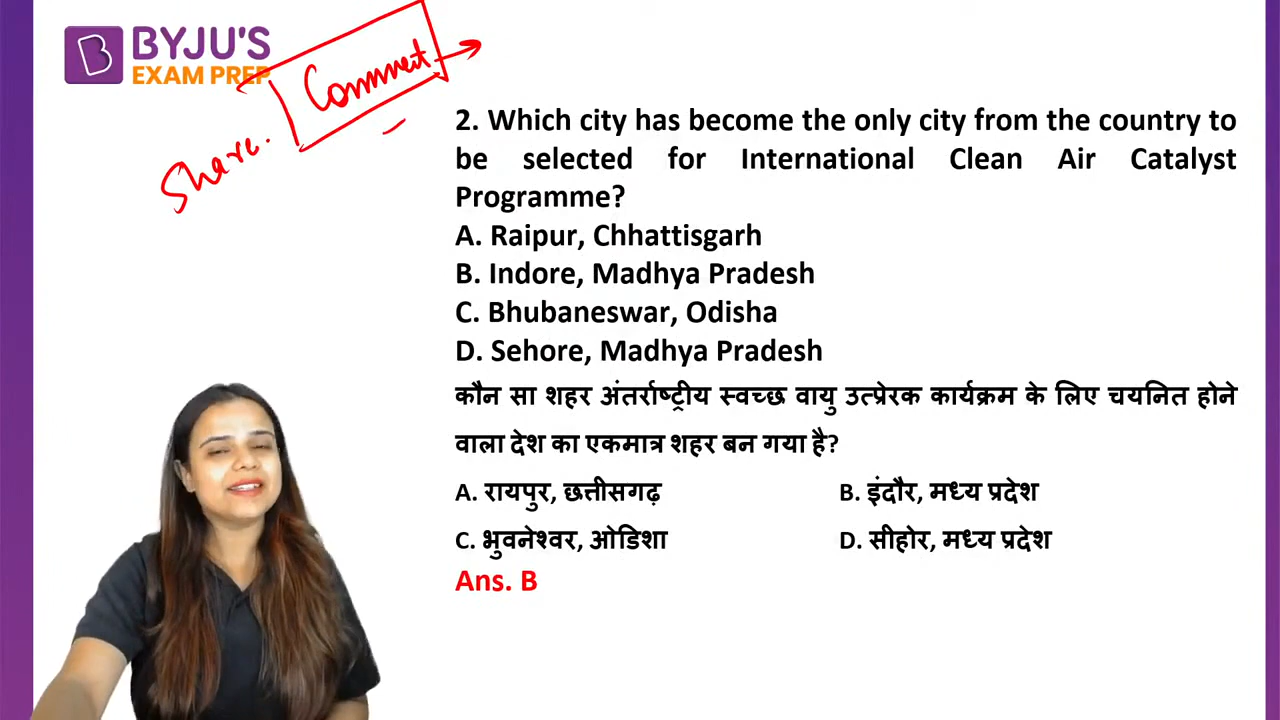 BYJU'S
EXAM PREP
Share.
Comment
2. Which city has become the only city from the country to
be selected for International Clean Air Catalyst
Programme?
A. Raipur, Chhattisgarh
B. Indore, Madhya Pradesh
C. Bhubaneswar, Odisha
D. Sehore, Madhya Pradesh
कौन सा शहर अंतर्राष्ट्रीय स्वच्छ वायु उत्प्रेरक कार्यक्रम के लिए चयनित होने
वाला देश का एकमात्र शहर बन गया है?
A. रायपुर, छत्तीसगढ़ B. इंदौर, मध्य प्रदेश
C. भुवनेश्वर, ओडिशा D. सीहोर, मध्य प्रदेश
Ans. B